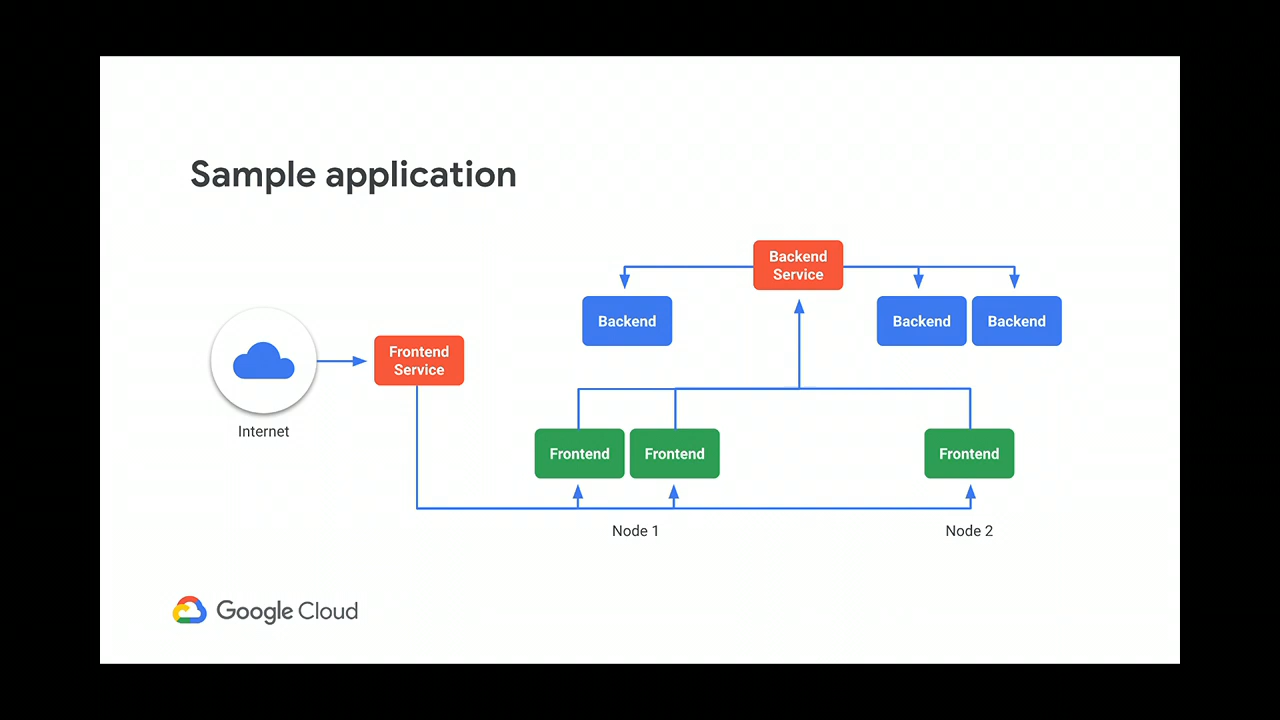 Sample application
Backend
Service
Backend
Backend
Backend
Frontend
Service
Internet
Frontend
Frontend
Frontend
Node 1
Node 2
Google Cloud